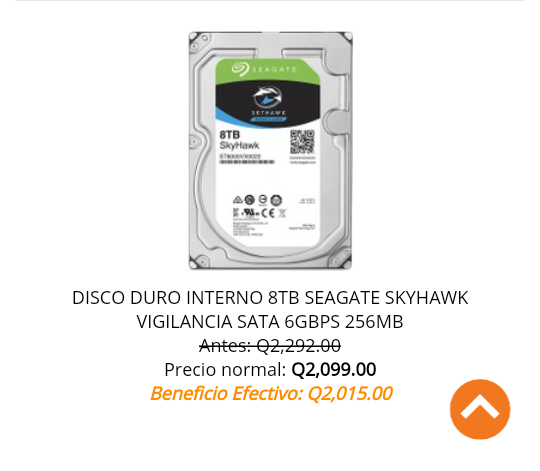 SEAGATE
SKYHAWK
8TB
SkyHawk
ST8000VX0022
DISCO DURO INTERNO 8TB SEAGATE SKYHAWK
VIGILANCIA SATA 6GBPS 256MB
Antes: Q2,292.00
Precio normal: Q2,099.00
Beneficio Efectivo: Q2,015.00